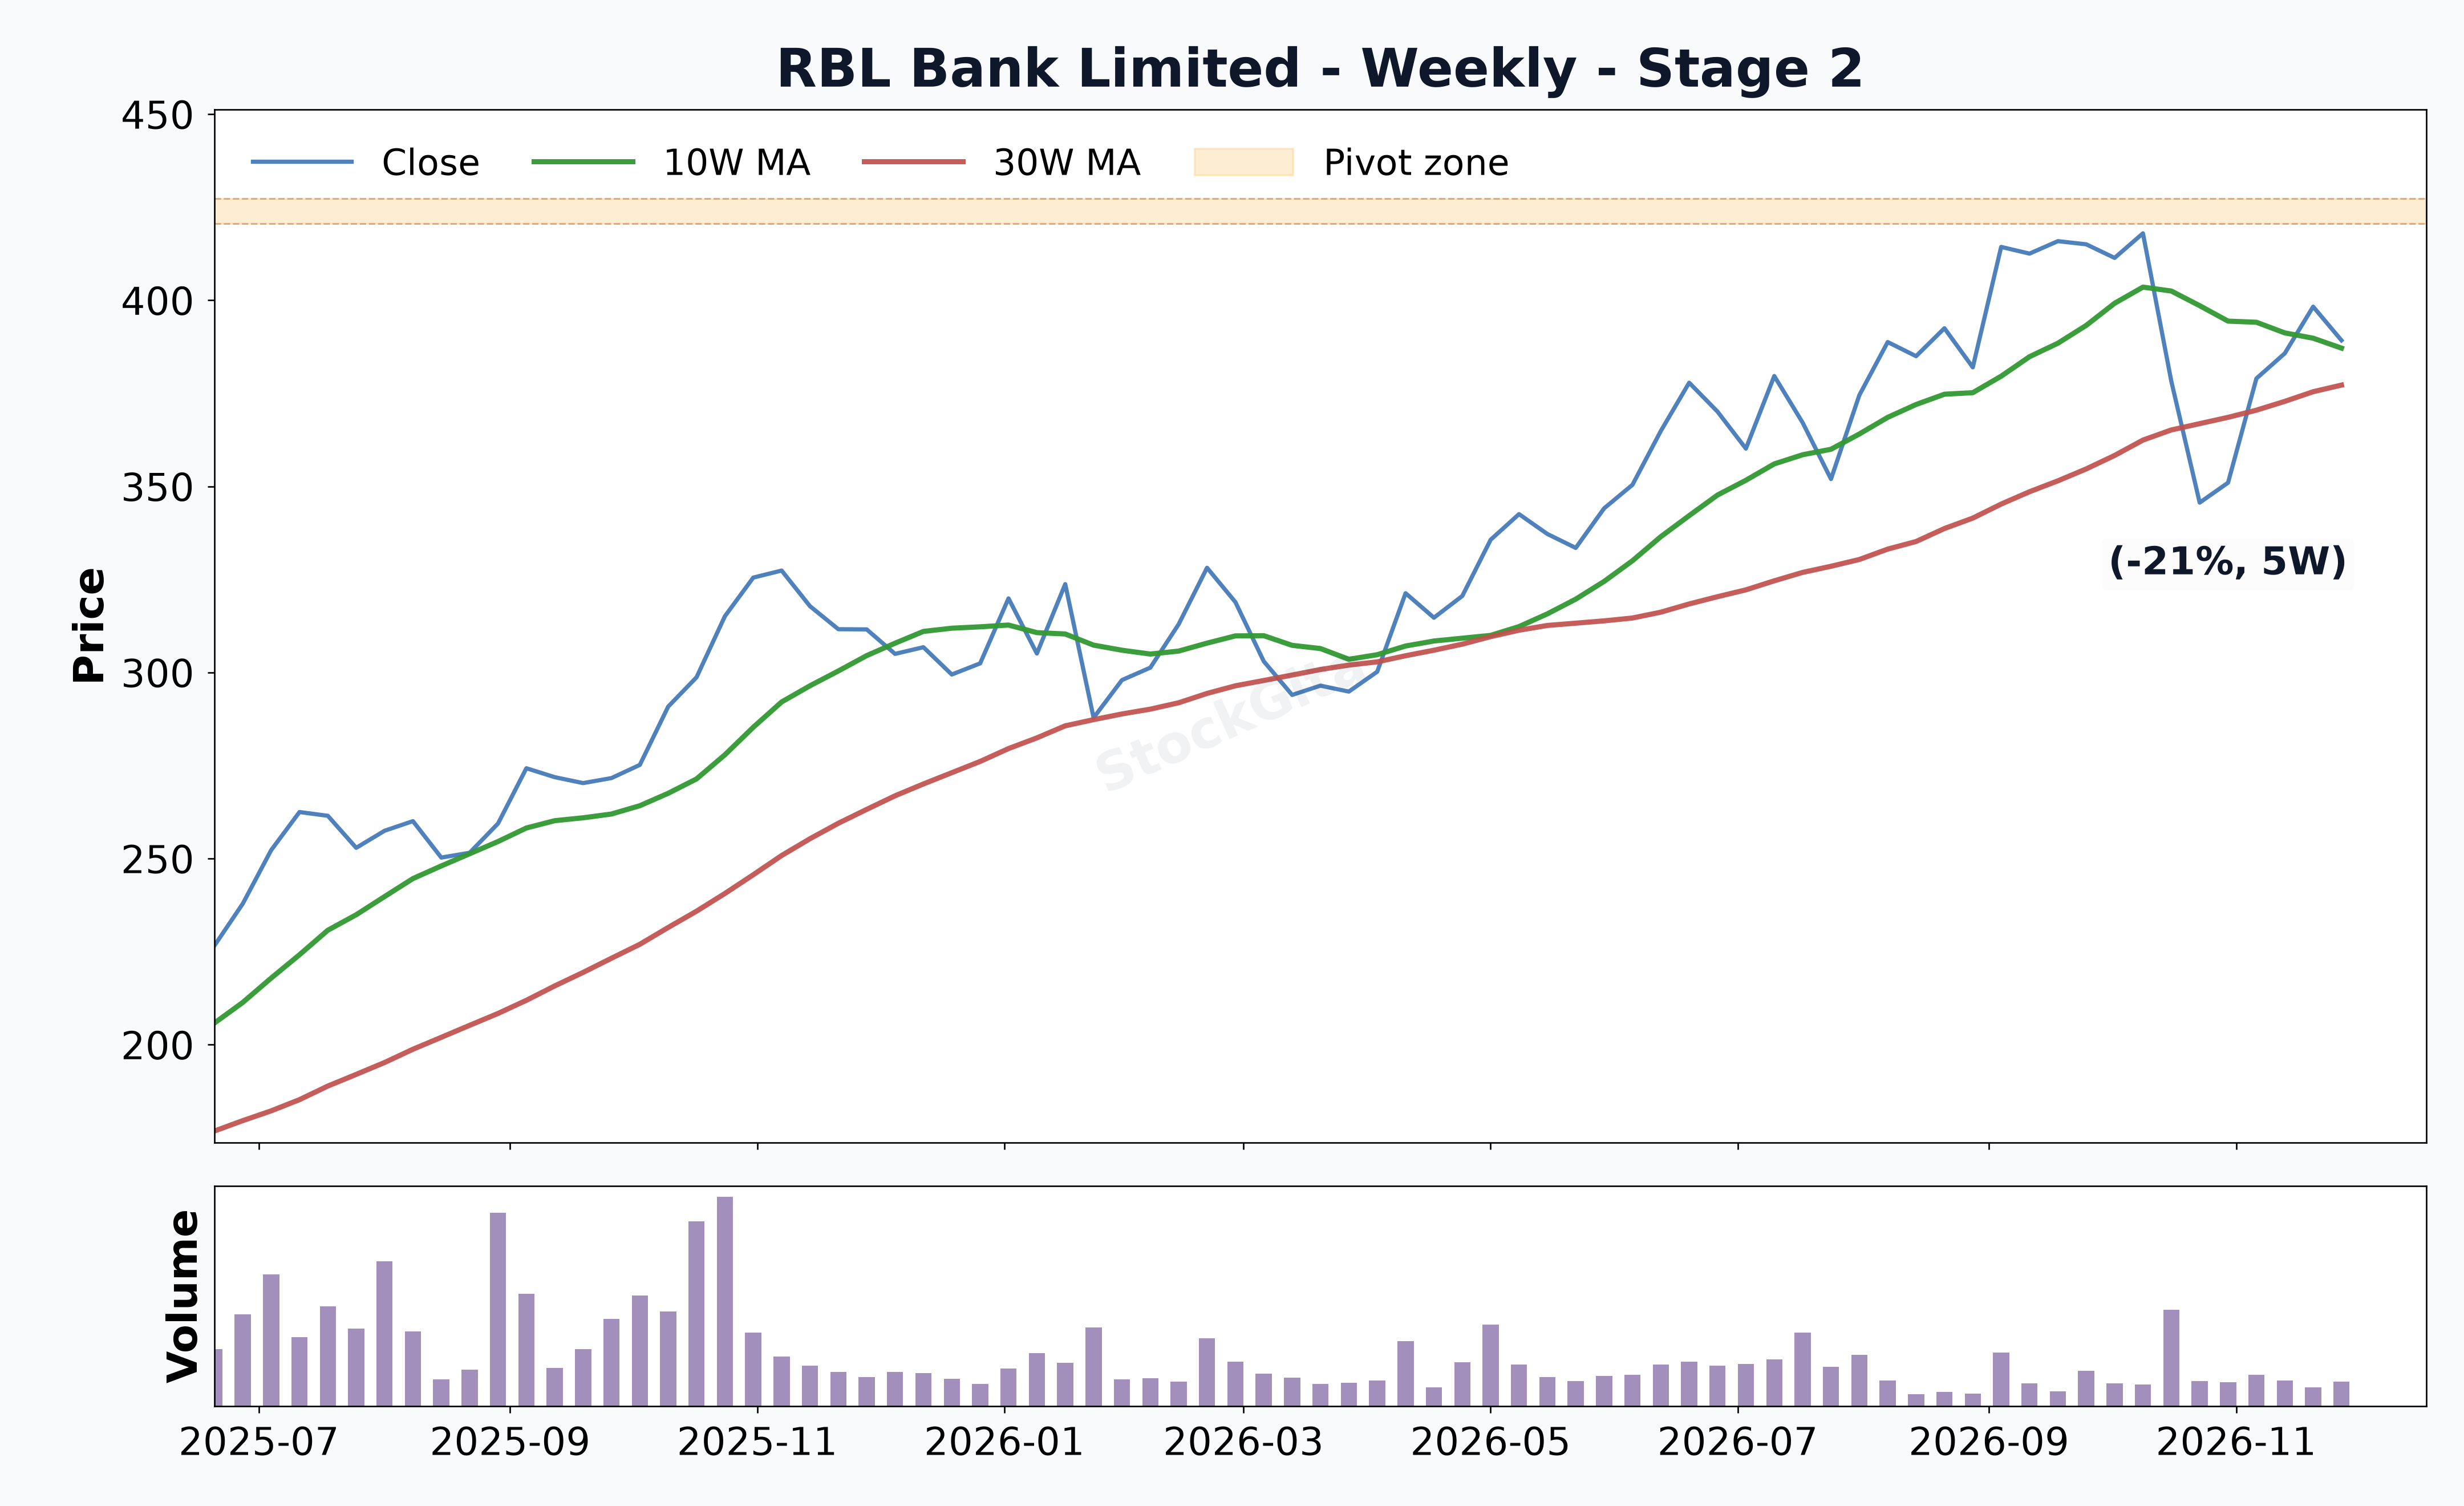 RBL Bank Limited - Weekly - Stage 2
Close 10W MA 30W MA Pivot zone
Price
450
400
350
300
250
200
(-21%, 5W)
Volume
2025-07 2025-09 2025-11 2026-01 2026-03 2026-05 2026-07 2026-09 2026-11